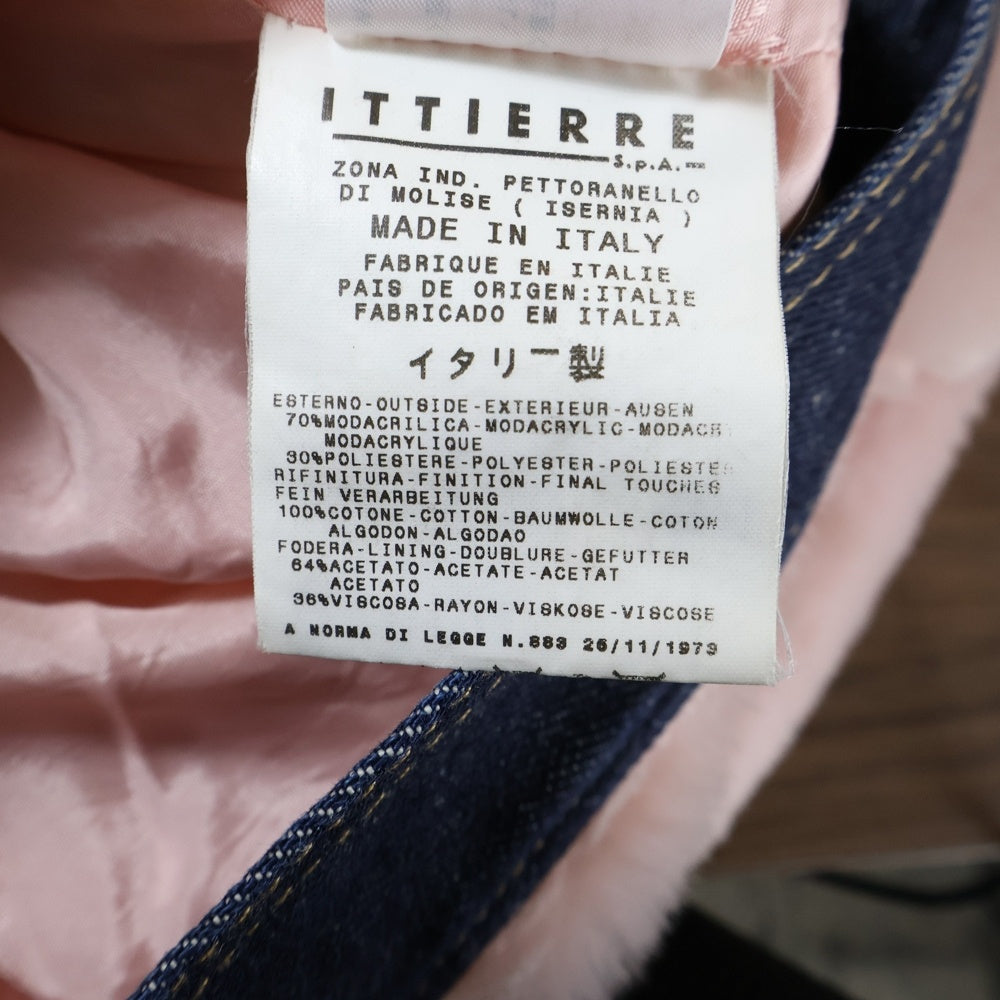 ITTIERRE
S.p.A.
ZONA IND. PETTORANELLO
DI MOLISE ( ISERNIA )
MADE IN ITALY
FABRIQUE EN ITALIE
PAIS DE ORIGEN:ITALIE
FABRICADO EM ITALIA
イタリー製
ESTERNO-OUTSIDE-EXTERIEUR-AUSEN
70%MODACRILICA-MODACRYLIC-MODACR
MODACRYLIQUE
30%POLIESTERE-POLYESTER-POLIESTER
RIFINITURA-FINITION-FINAL TOUCHES
FEIN VERARBEITUNG
100%COTONE-COTTON-BAUMWOLLE-COTON
ALGODON-ALGODAO
FODERA-LINING-DOUBLURE-GEFUTTER
64%ACETATO-ACETATE-ACETAT
ACETATO
36%VISCOSA-RAYON-VISKOSE-VISCOSE
A NORMA DI LEGGE N.883 26/11/1973